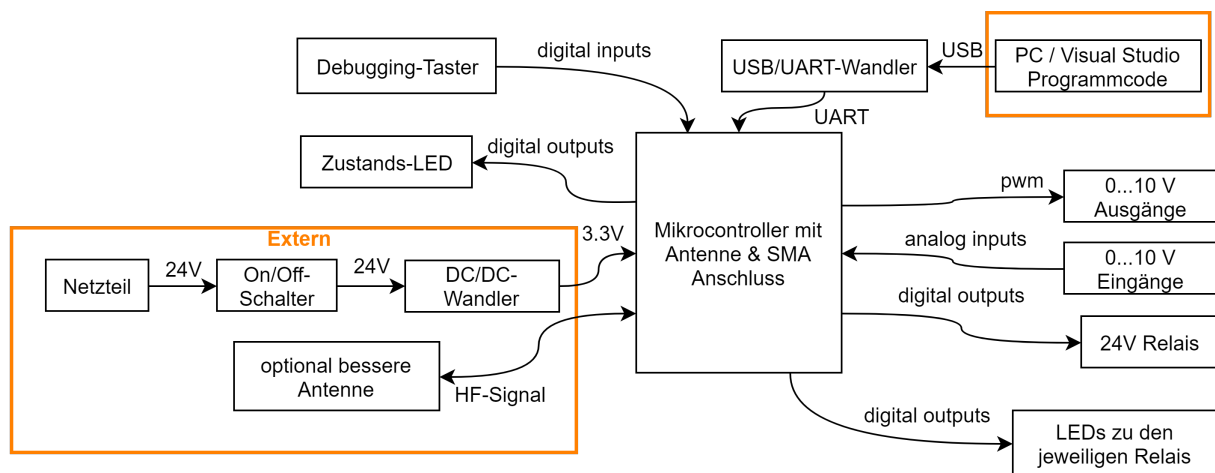 digital inputs
Debugging-Taster
USB/UART-Wandler
USB
PC / Visual Studio
Programmcode
UART
digital outputs
Zustands-LED
pwm
0...10 V
Ausgänge
Mikrocontroller mit
Antenne & SMA
Anschluss
analog inputs
0...10 V
Eingänge
Extern
3.3V
24V
24V
Netzteil
On/Off-
Schalter
DC/DC-
Wandler
digital outputs
24V Relais
optional bessere
Antenne
HF-Signal
digital outputs
LEDs zu den
jeweiligen Relais